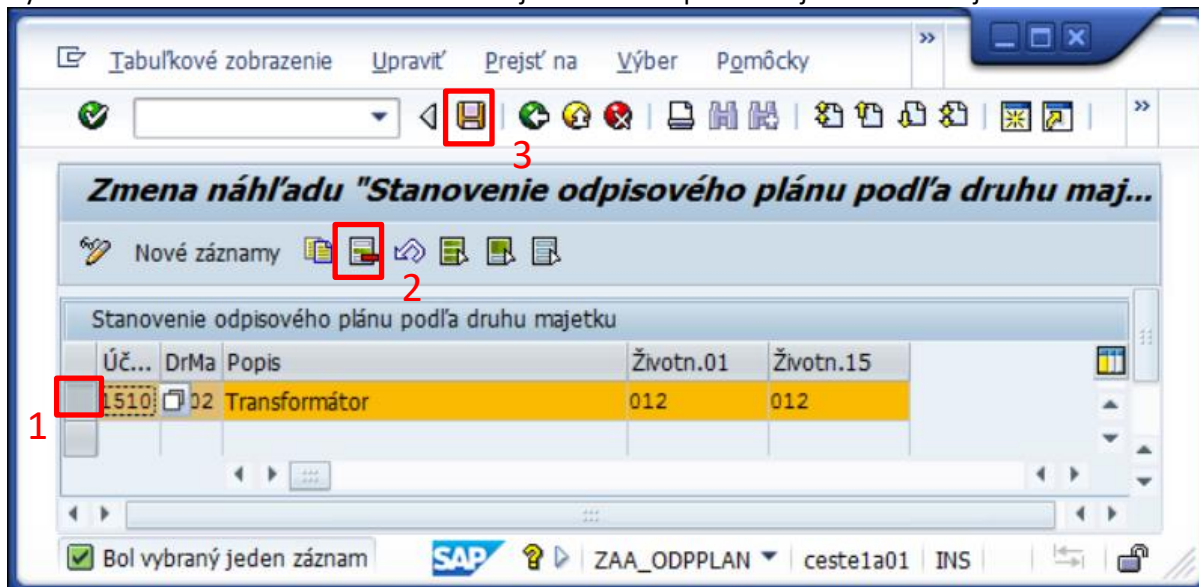 Tabuľkové zobrazenie Upraviť Prejsť na Výber Pomôcky »
»
3
Zmena náhľadu "Stanovenie odpisového plánu podľa druhu maj...
Nové záznamy
2
Stanovenie odpisového plánu podľa druhu majetku
Úč... DrMa Popis Životn.01 Životn.15
1510 02 Transformátor 012 012
1
Bol vybraný jeden záznam SAP ZAA_ODPPLAN ceste1a01 INS